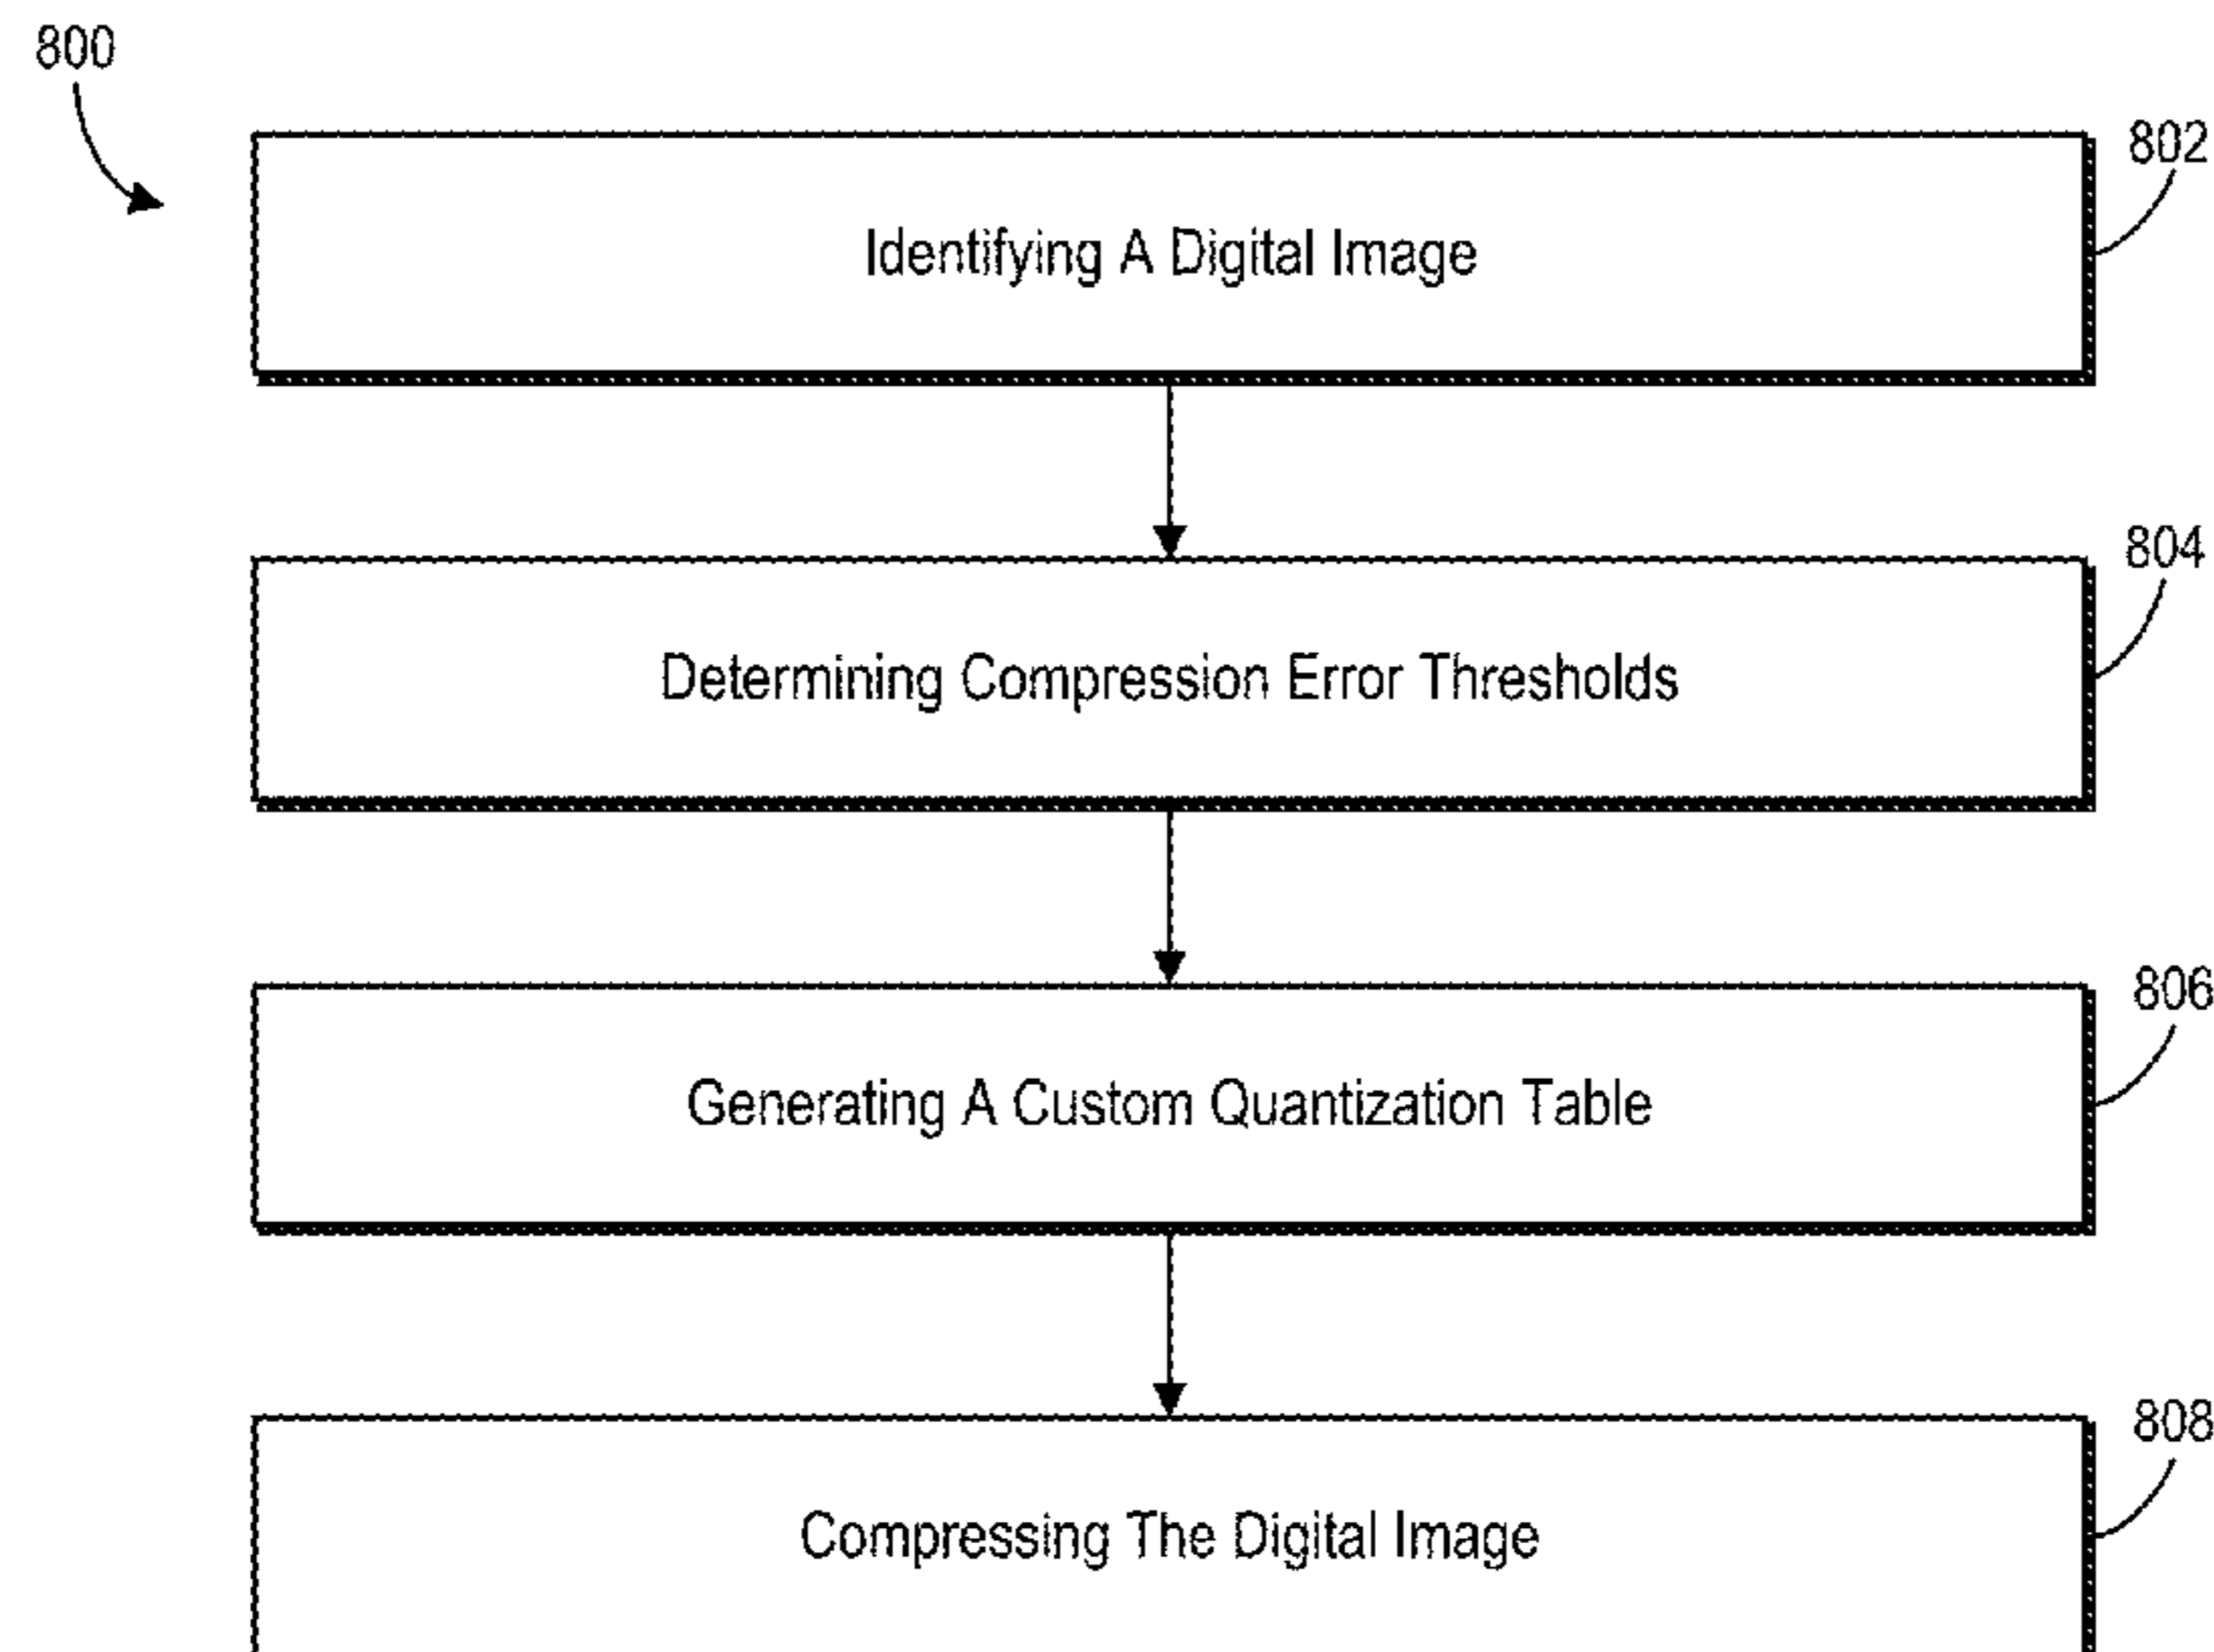 800
802
Identifying A Digital Image
804
Determining Compression Error Thresholds
806
Generating A Custom Quantization Table
808
Compressing The Digital Image